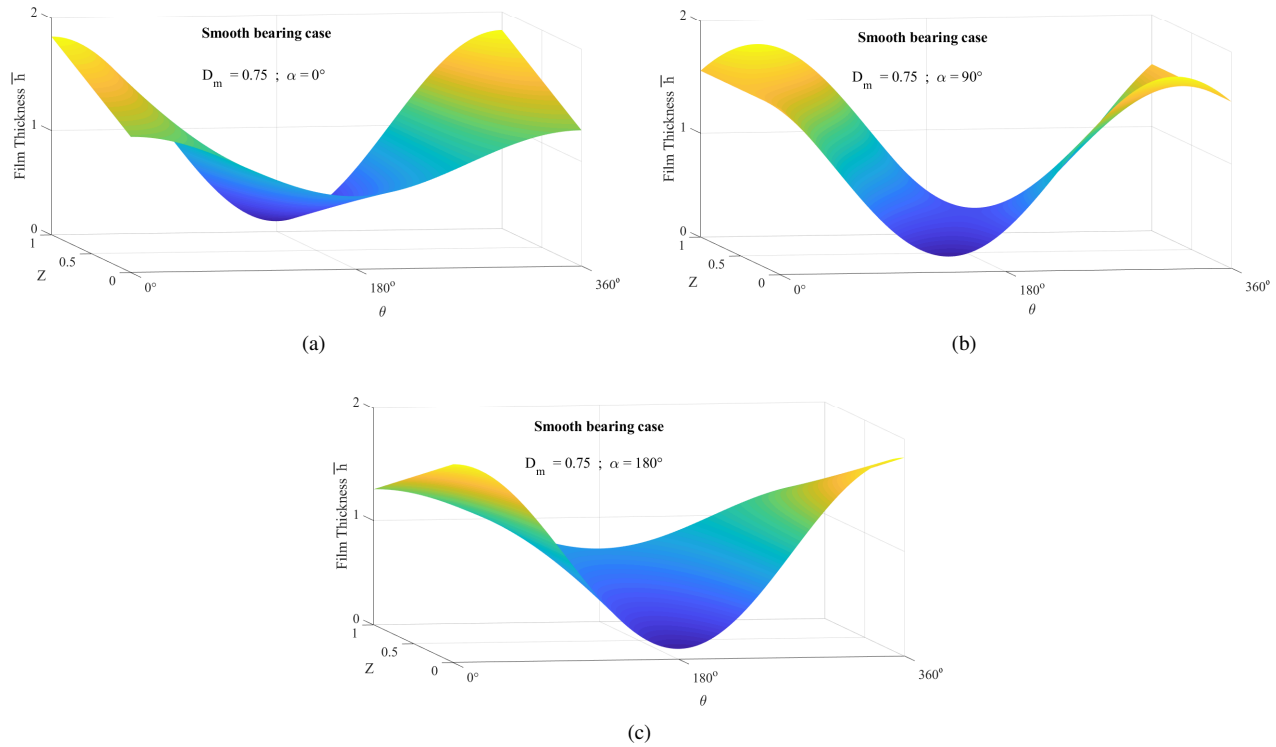 Smooth bearing case
D_m = 0.75 ; α = 0°
Film Thickness h̅
2
1
0
1
0.5
0
Z
0°
180°
360°
θ
(a)
Smooth bearing case
D_m = 0.75 ; α = 90°
Film Thickness h̅
2
1
0
1
0.5
0
Z
0°
180°
360°
θ
(b)
Smooth bearing case
D_m = 0.75 ; α = 180°
Film Thickness h̅
2
1
0
1
0.5
0
Z
0°
180°
360°
θ
(c)